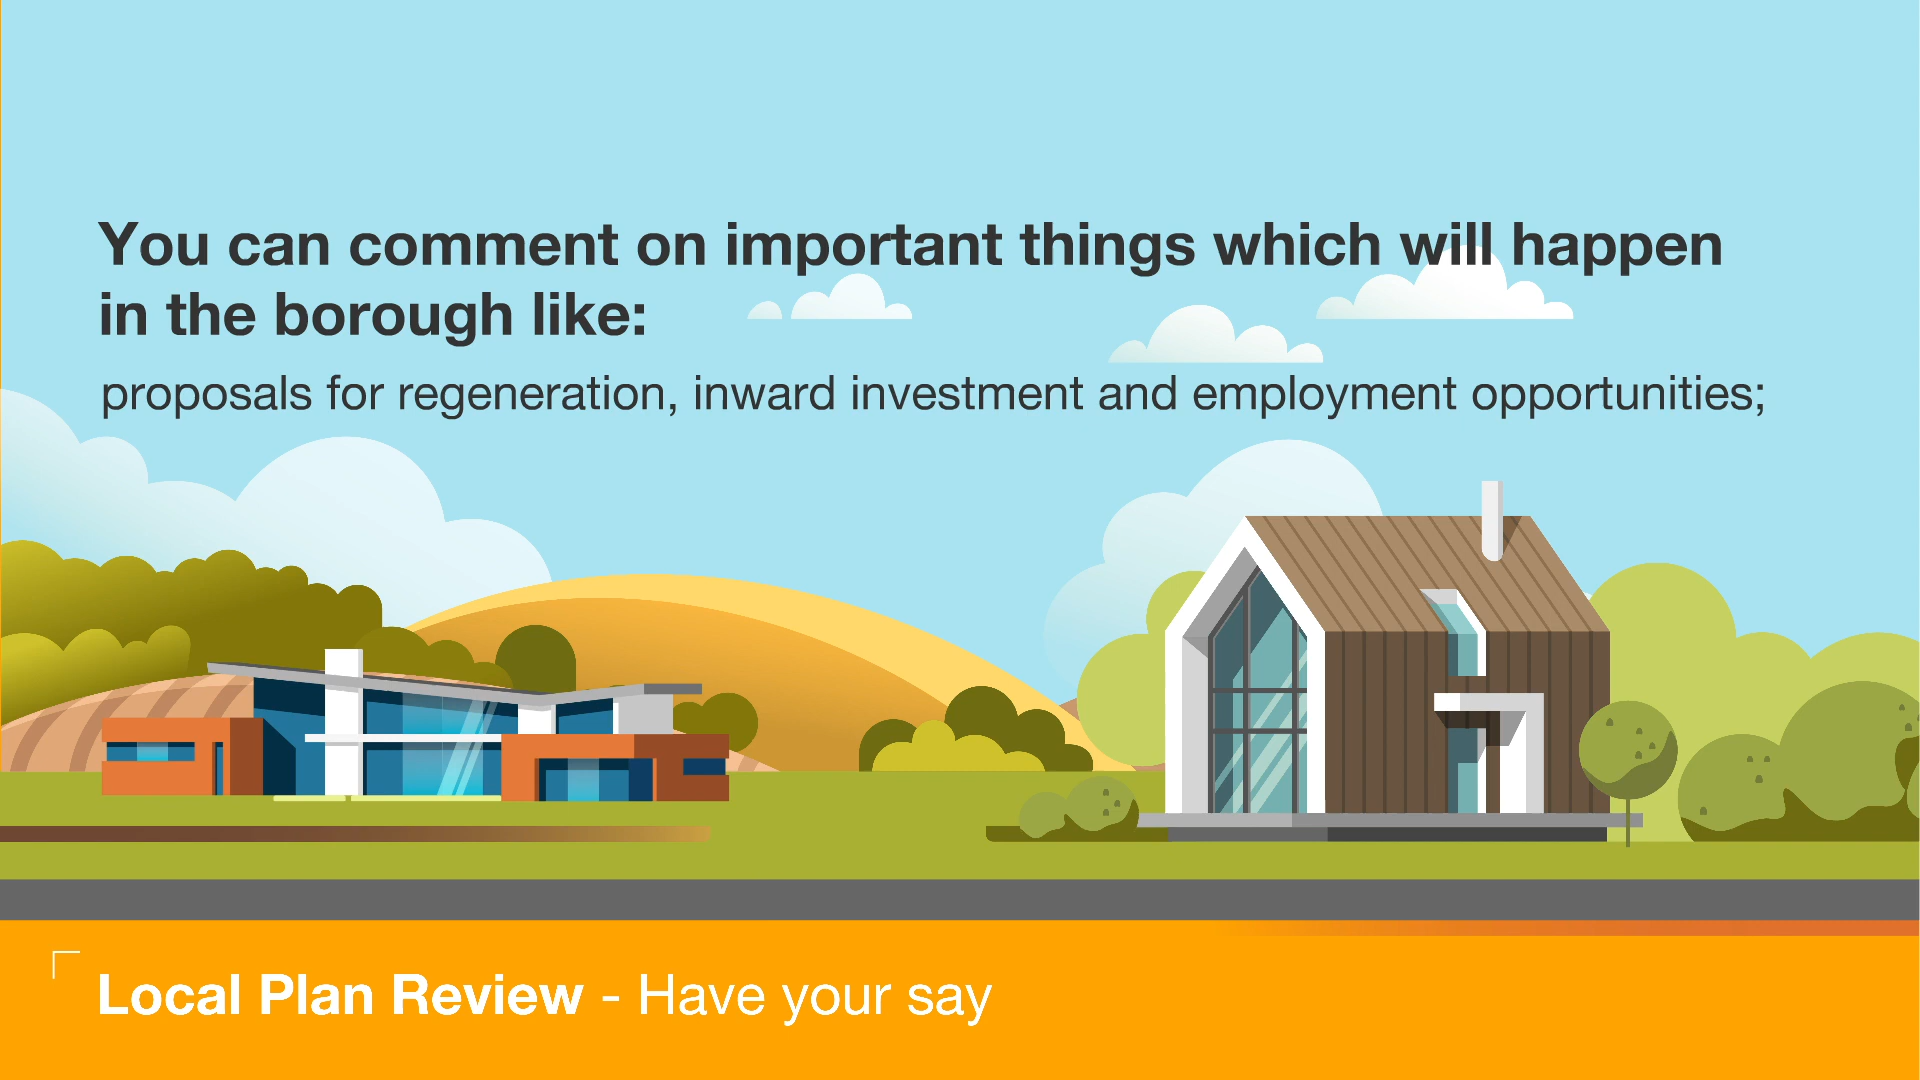 You can comment on important things which will happen
in the borough like:
proposals for regeneration, inward investment and employment opportunities;
Local Plan Review - Have your say